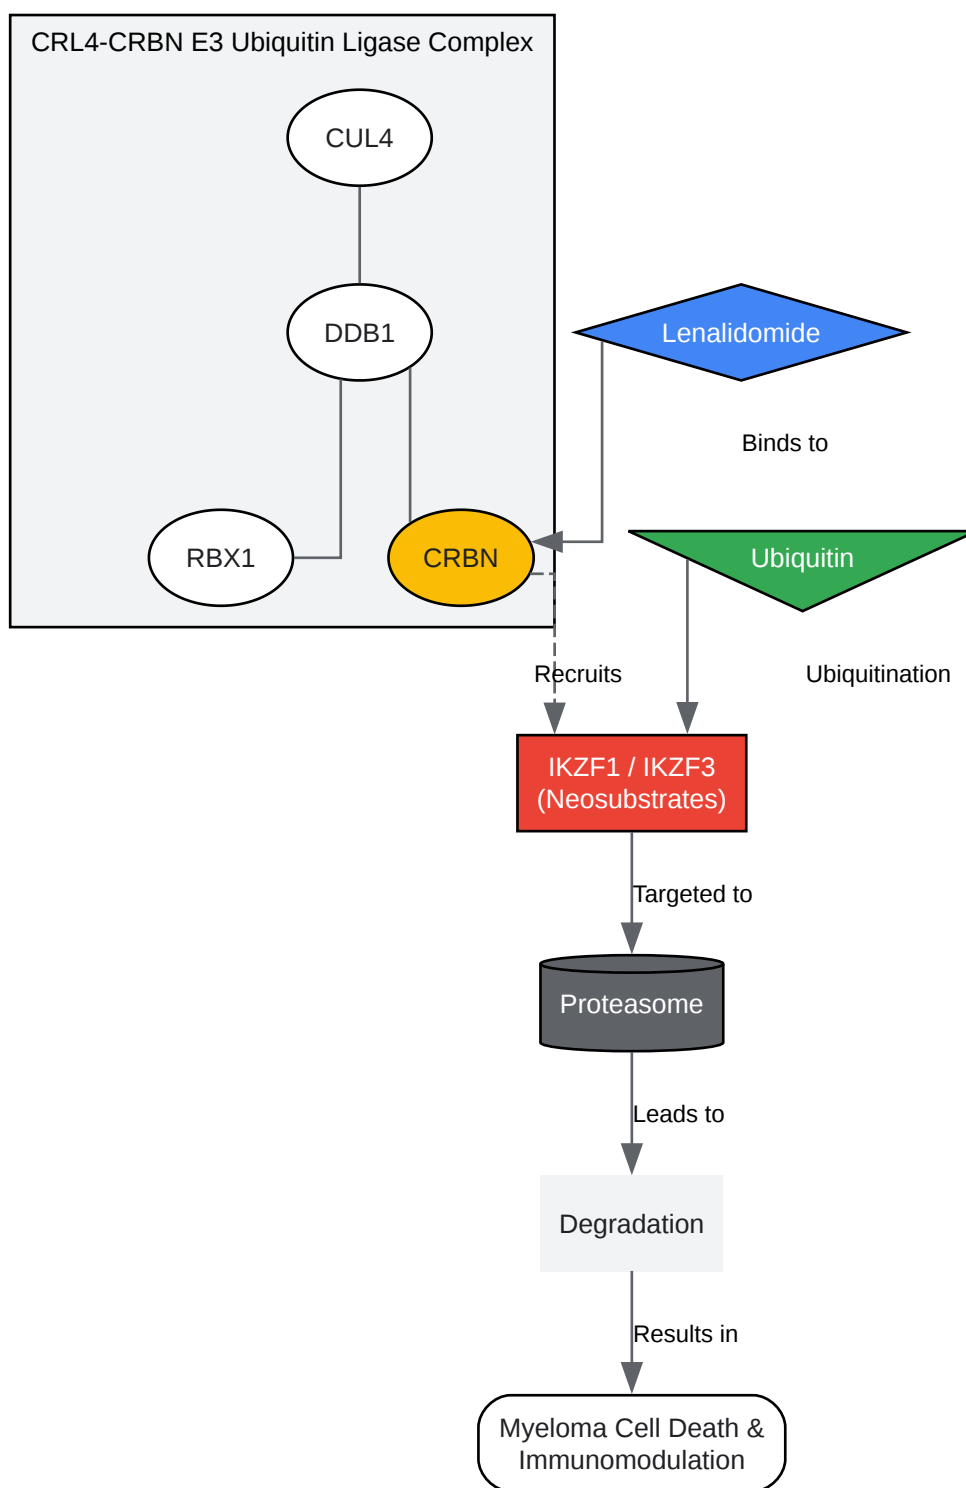 CRL4-CRBN E3 Ubiquitin Ligase Complex
CUL4
DDB1
Lenalidomide
Binds to
RBX1
CRBN
Ubiquitin
Recruits
Ubiquitination
IKZF1 / IKZF3
(Neosubstrates)
Targeted to
Proteasome
Leads to
Degradation
Results in
Myeloma Cell Death &
Immunomodulation